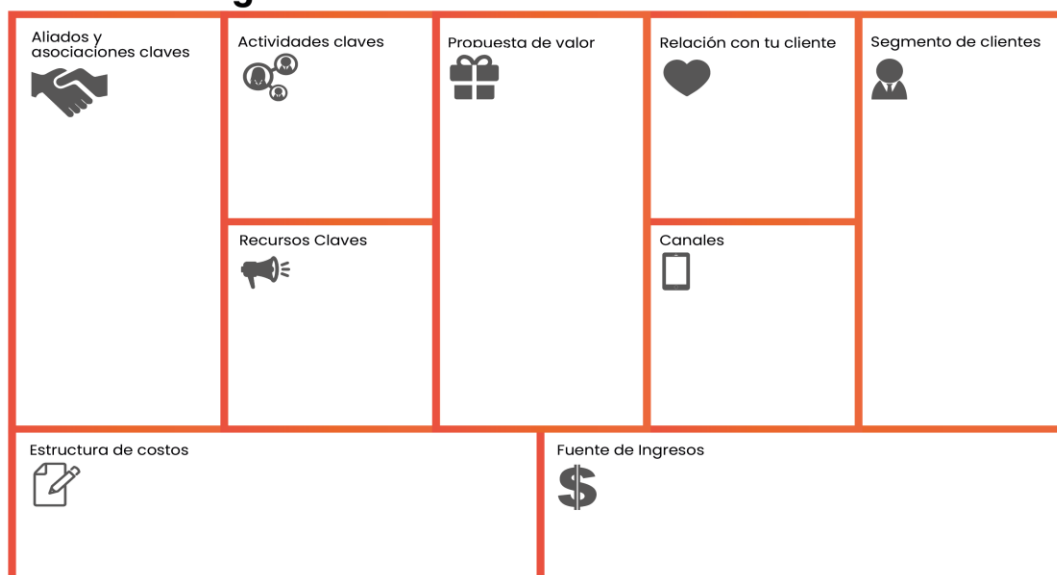 Aliados y
asociaciones claves
Actividades claves
Propuesta de valor
Relación con tu cliente
Segmento de clientes
Recursos Claves
Canales
Estructura de costos
Fuente de Ingresos
$